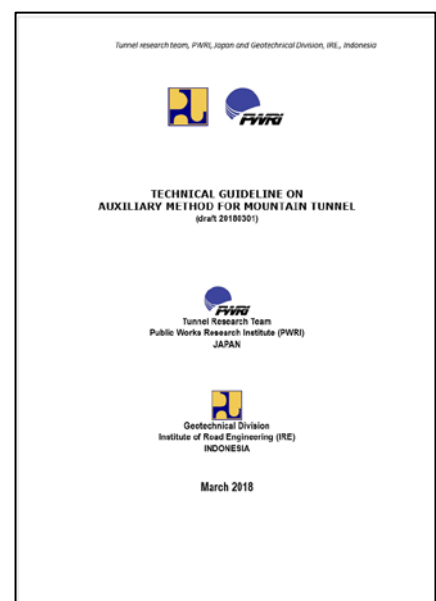 Tunnel research team, PWRI, Japan and Geotechnical Division, IRE., Indonesia
PWRI
TECHNICAL GUIDELINE ON
AUXILIARY METHOD FOR MOUNTAIN TUNNEL
(draft 20180301)
PWRI
Tunnel Research Team
Public Works Research Institute (PWRI)
JAPAN
Geotechnical Division
Institute of Road Engineering (IRE)
INDONESIA
March 2018